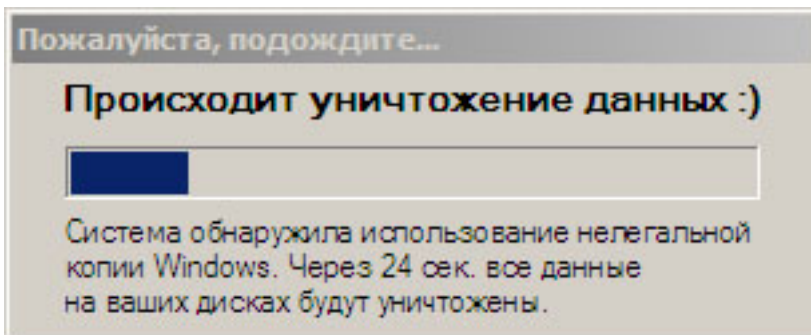 Пожалуйста, подождите...
Происходит уничтожение данных :)
Система обнаружила использование нелегальной
копии Windows. Через 24 сек. все данные
на ваших дисках будут уничтожены.